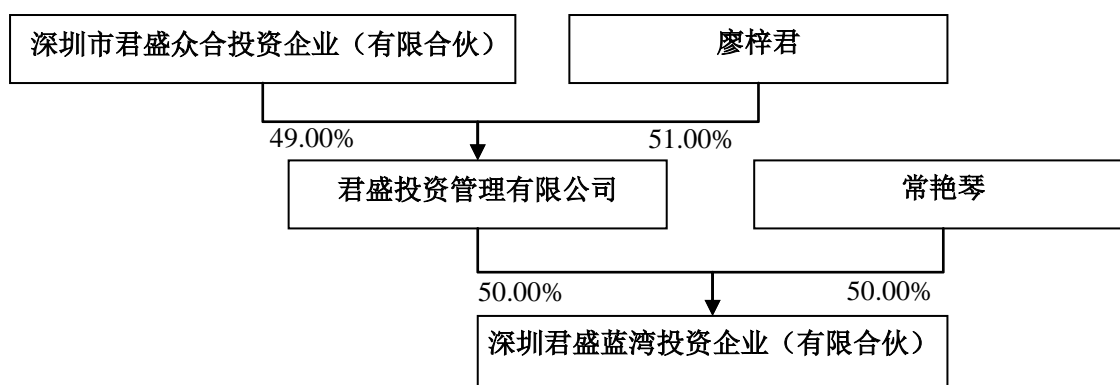 深圳市君盛众合投资企业（有限合伙）
廖梓君
49.00%
51.00%
君盛投资管理有限公司
常艳琴
50.00%
50.00%
深圳君盛蓝湾投资企业（有限合伙）